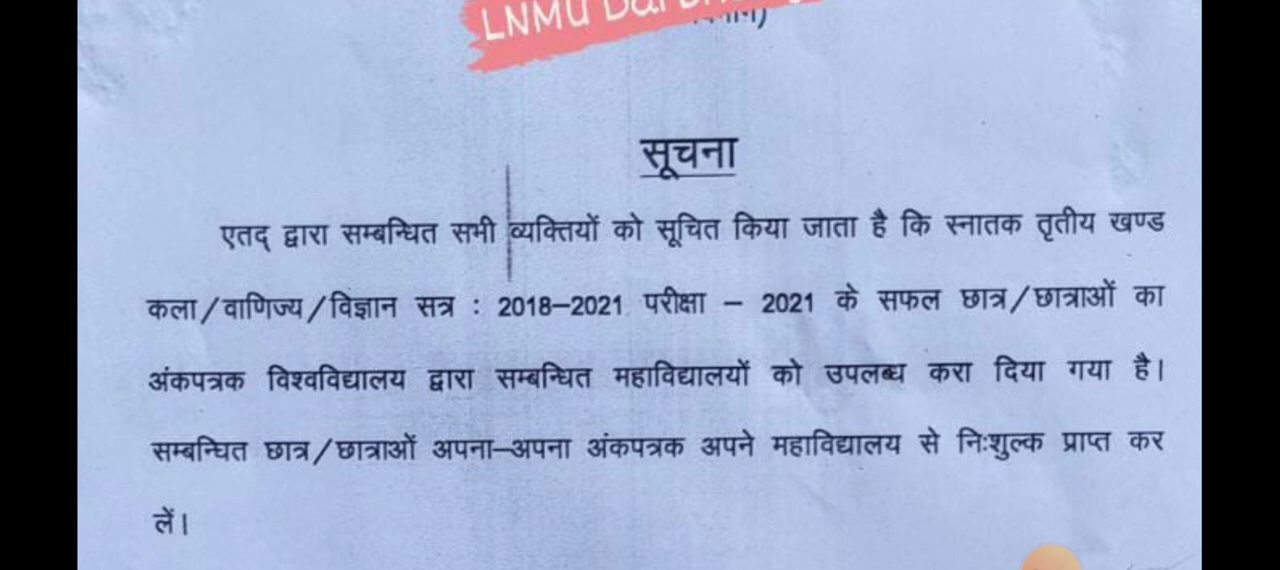 LNMU
सूचना
एतद् द्वारा सम्बन्धित सभी व्यक्तियों को सूचित किया जाता है कि स्नातक तृतीय खण्ड
कला/वाणिज्य/विज्ञान सत्र : 2018–2021 परीक्षा – 2021 के सफल छात्र/छात्राओं का
अंकपत्रक विश्वविद्यालय द्वारा सम्बन्धित महाविद्यालयों को उपलब्ध करा दिया गया है।
सम्बन्धित छात्र/छात्राओं अपना–अपना अंकपत्रक अपने महाविद्यालय से निःशुल्क प्राप्त कर
लें।